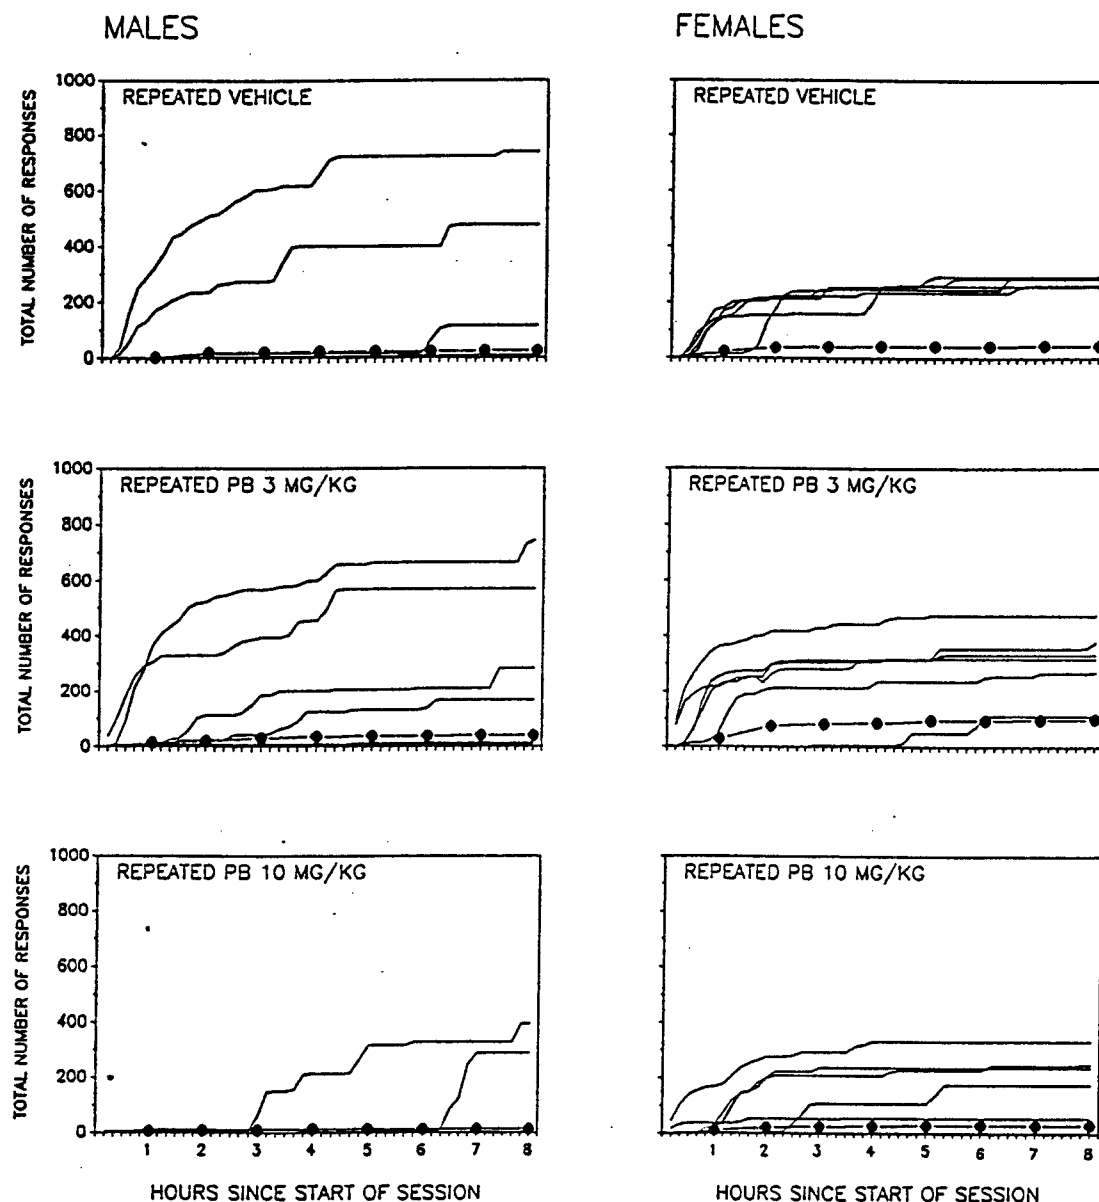 MALES
FEMALES
REPEATED VEHICLE
TOTAL NUMBER OF RESPONSES
1000
800
600
400
200
0
REPEATED VEHICLE
REPEATED PB 3 MG/KG
TOTAL NUMBER OF RESPONSES
1000
800
600
400
200
0
REPEATED PB 3 MG/KG
REPEATED PB 10 MG/KG
TOTAL NUMBER OF RESPONSES
1000
800
600
400
200
0
REPEATED PB 10 MG/KG
1 2 3 4 5 6 7 8
1 2 3 4 5 6 7 8
HOURS SINCE START OF SESSION
HOURS SINCE START OF SESSION